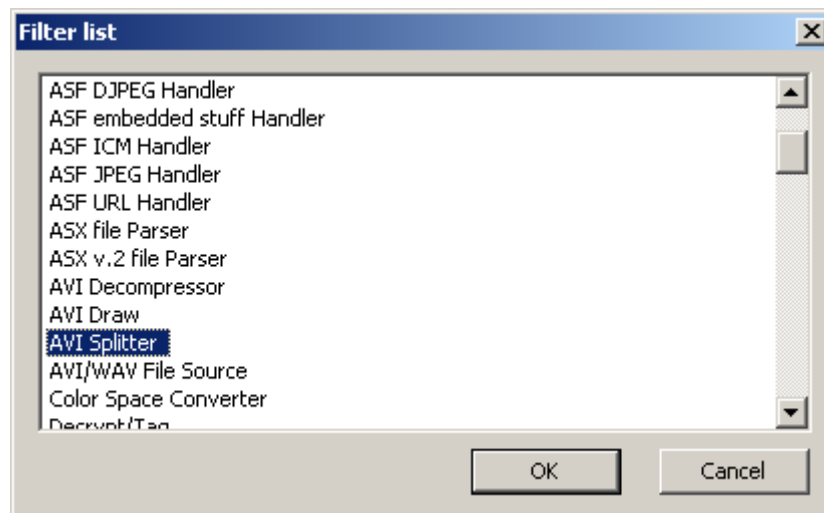 Filter list
ASF DJPEG Handler
ASF embedded stuff Handler
ASF ICM Handler
ASF JPEG Handler
ASF URL Handler
ASX file Parser
ASX v.2 file Parser
AVI Decompressor
AVI Draw
AVI Splitter
AVI/WAV File Source
Color Space Converter
Decrypt/Tag
OK
Cancel